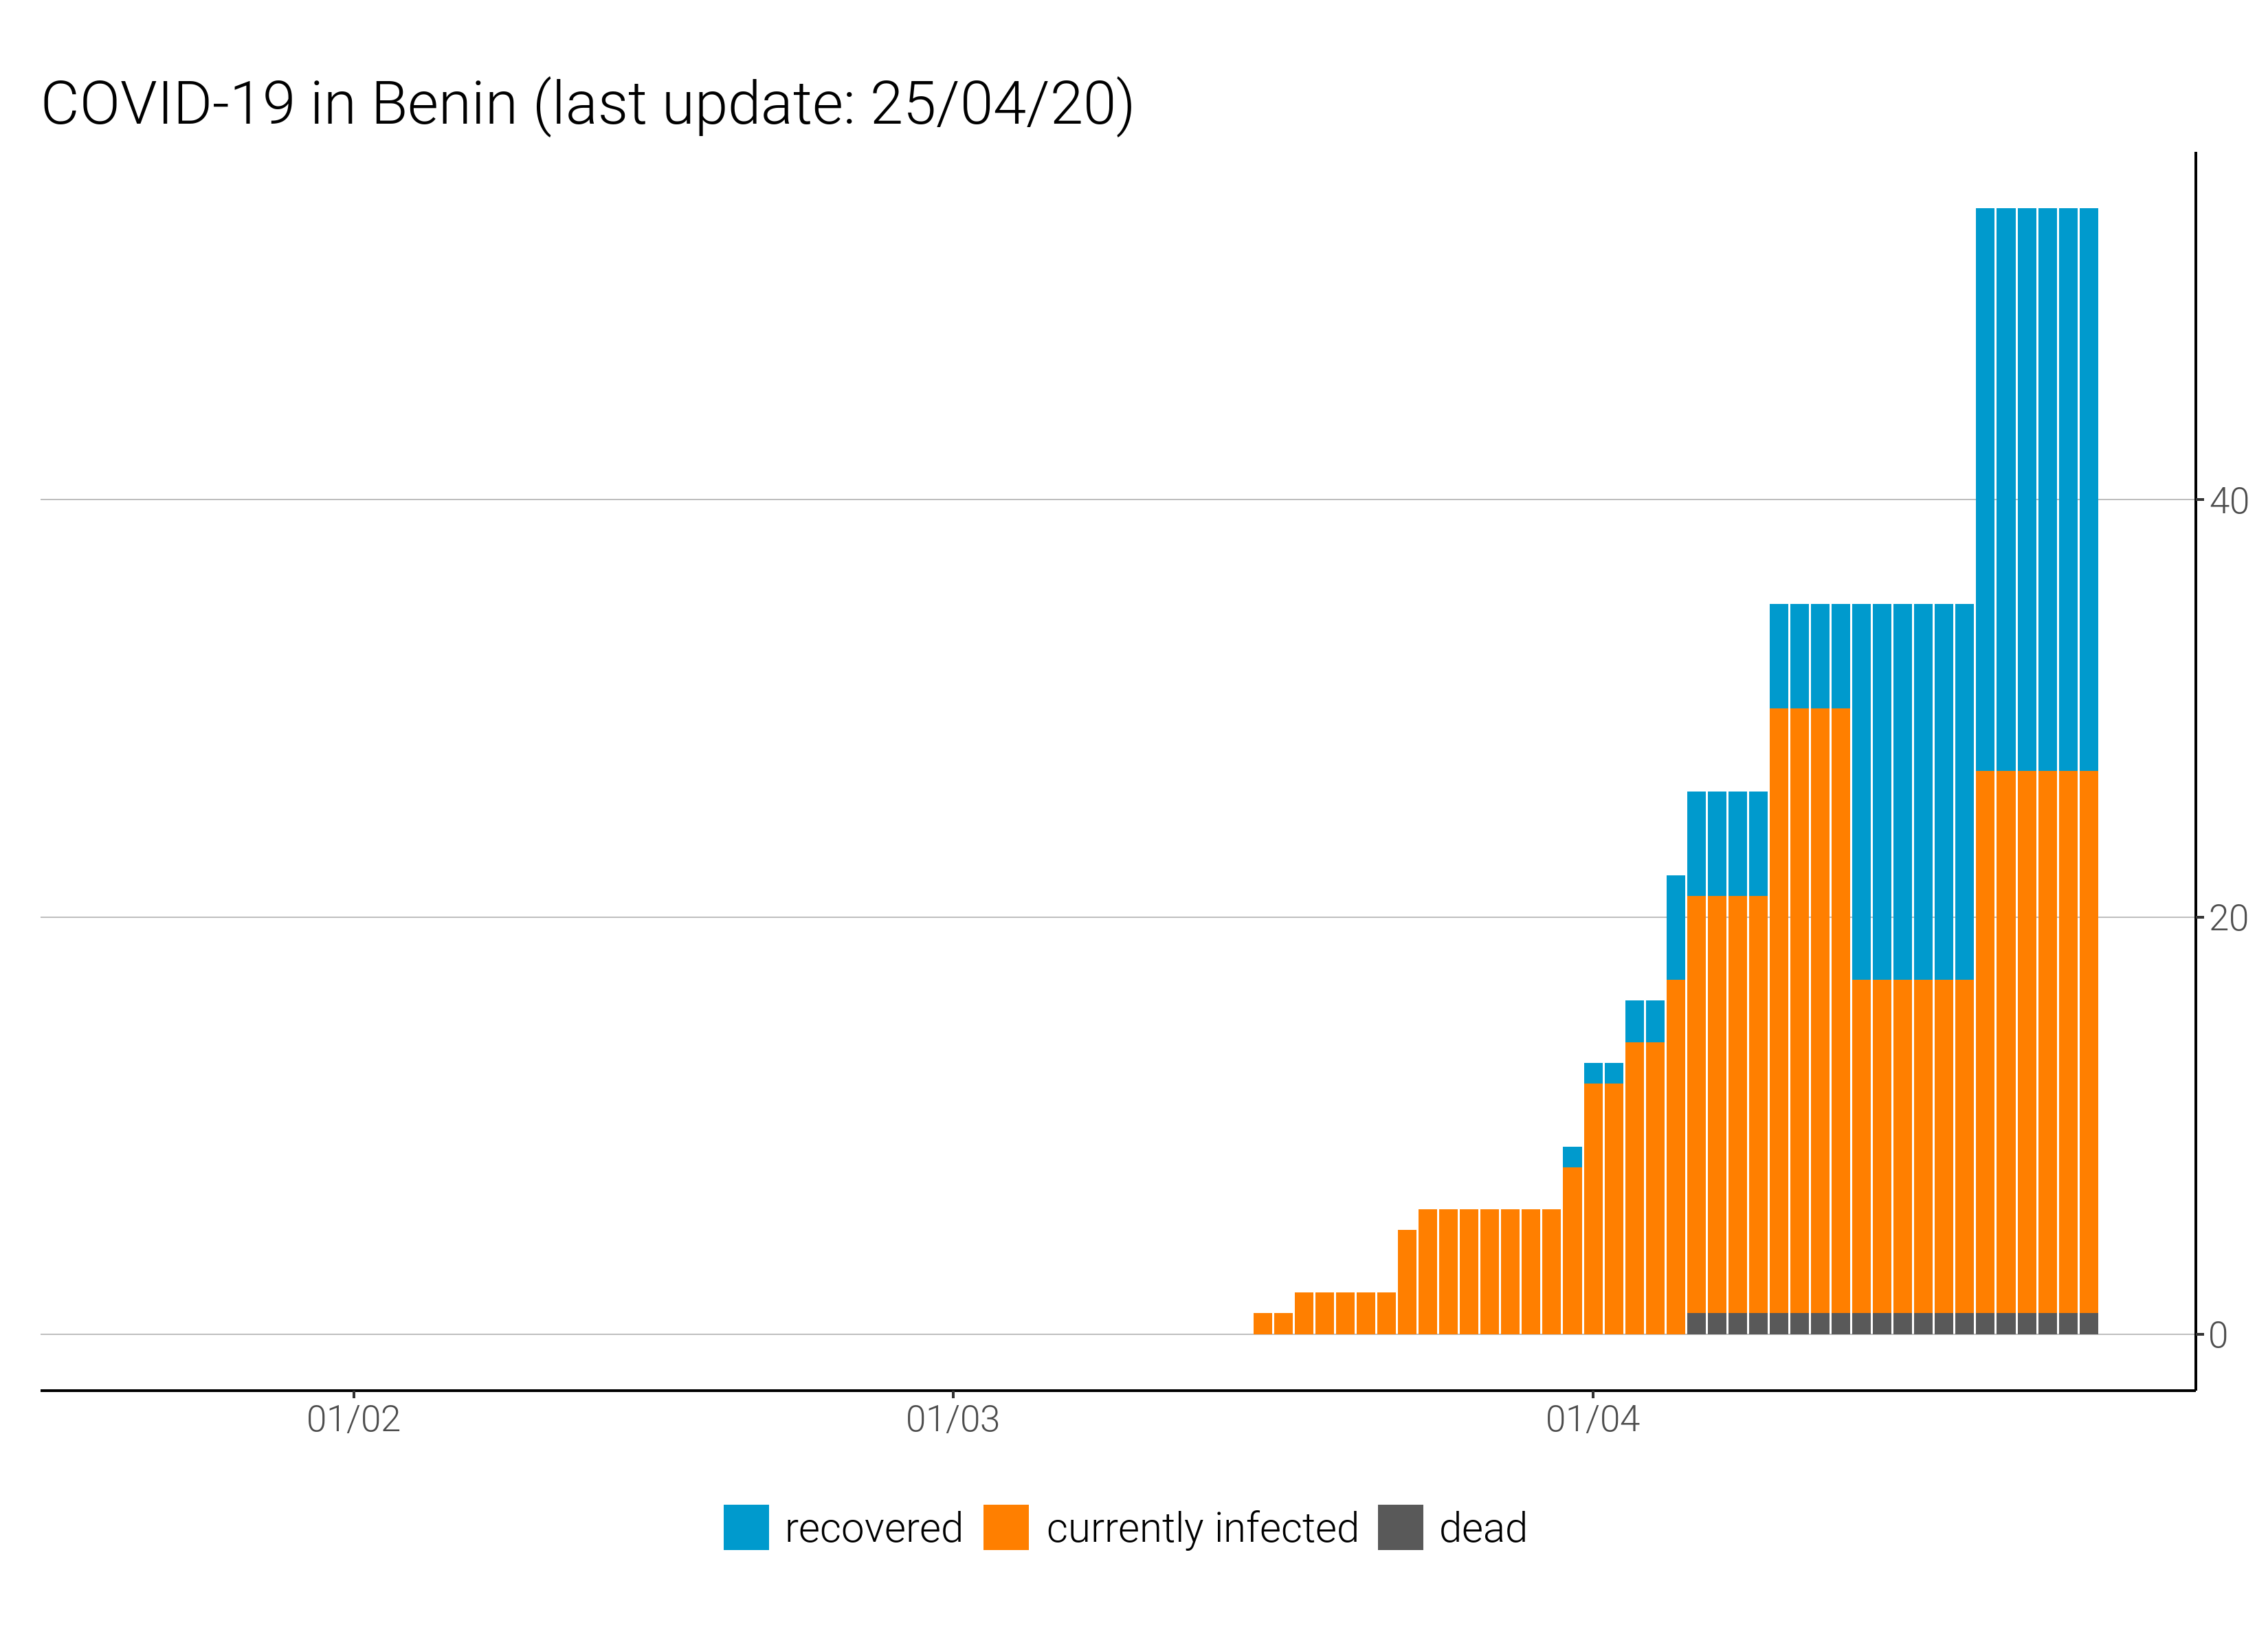 COVID-19 in Benin (last update: 25/04/20)
40
20
0
01/02 01/03 01/04
recovered currently infected dead